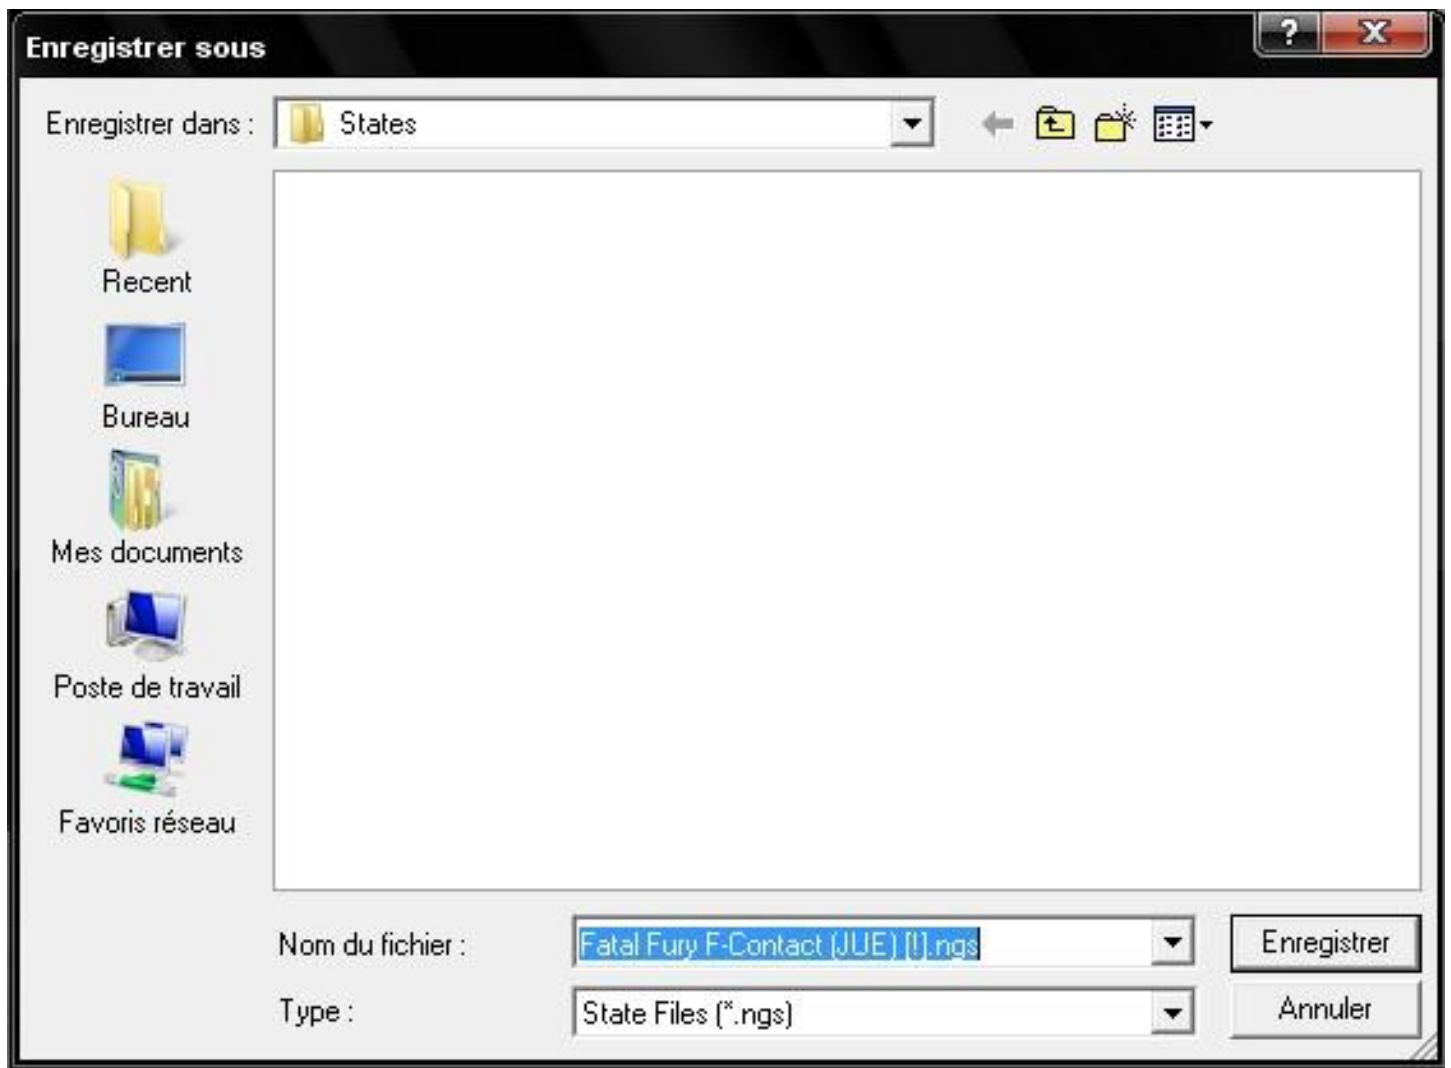 Enregistrer sous
Enregistrer dans : States
Recent
Bureau
Mes documents
Poste de travail
Favoris réseau
Nom du fichier : Fatal Fury F-Contact (JUE) [!].ngs Enregistrer
Type : State Files (*.ngs) Annuler